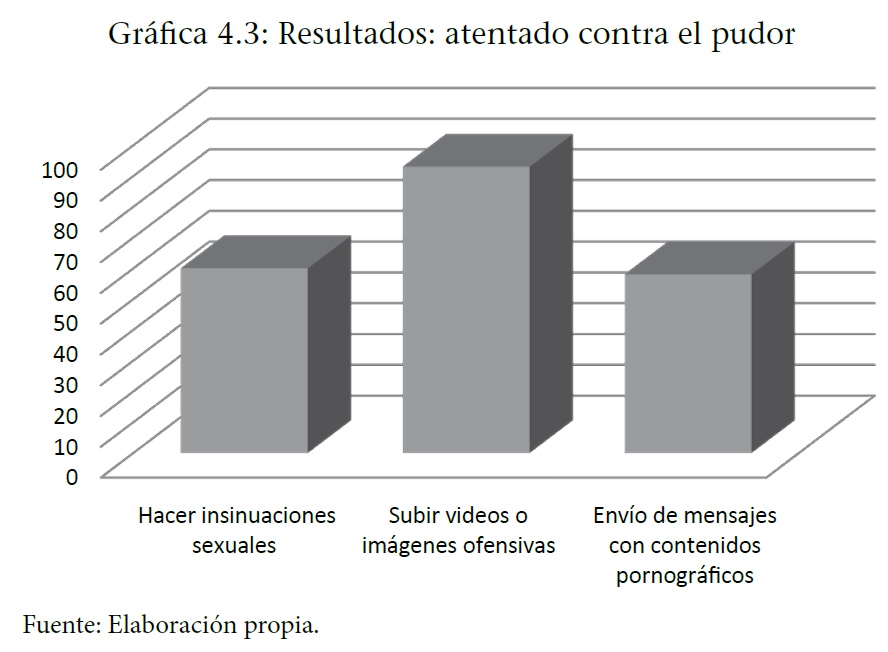 Gráfica 4.3: Resultados: atentado contra el pudor
100
90
80
70
60
50
40
30
20
10
0
Hacer insinuaciones
sexuales
Subir videos o
imágenes ofensivas
Envío de mensajes
con contenidos
pornográficos
Fuente: Elaboración propia.